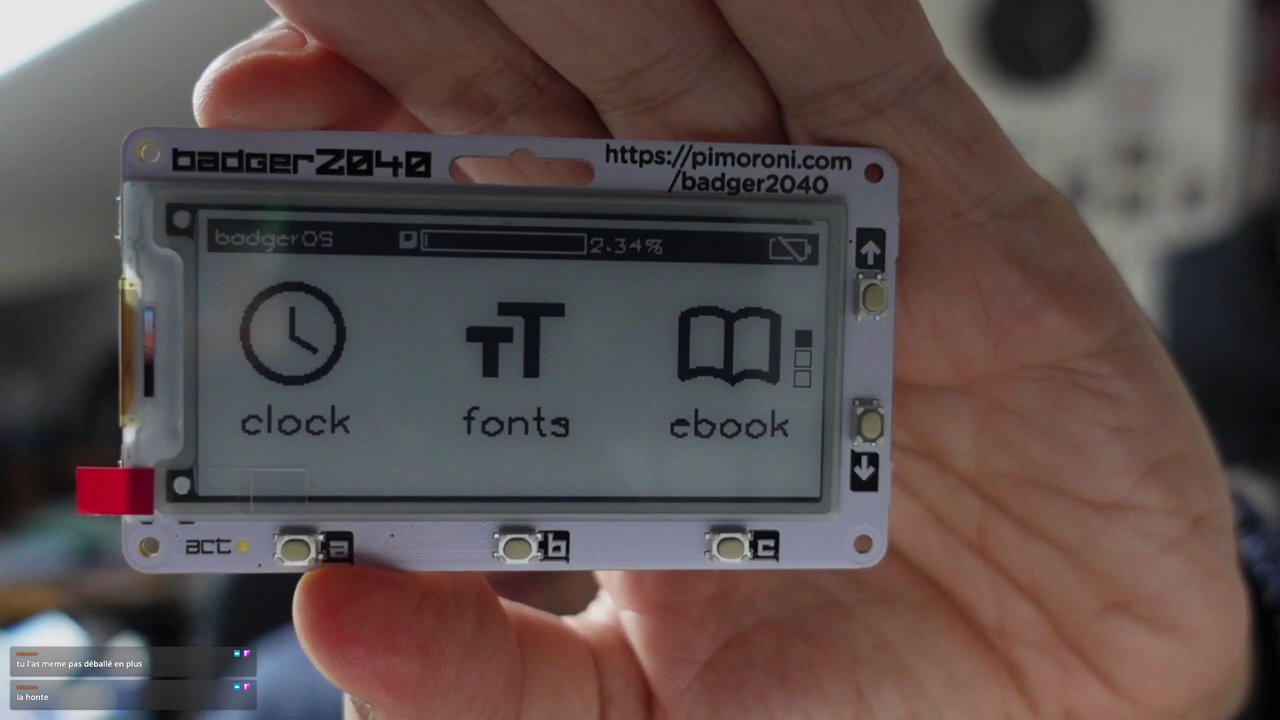 badger2040
https://pimoroni.com
/badger2040
badgerOS
2.34%
clock
fonts
ebook
act
a
b
c
tu l'as meme pas déballé en plus
la honte